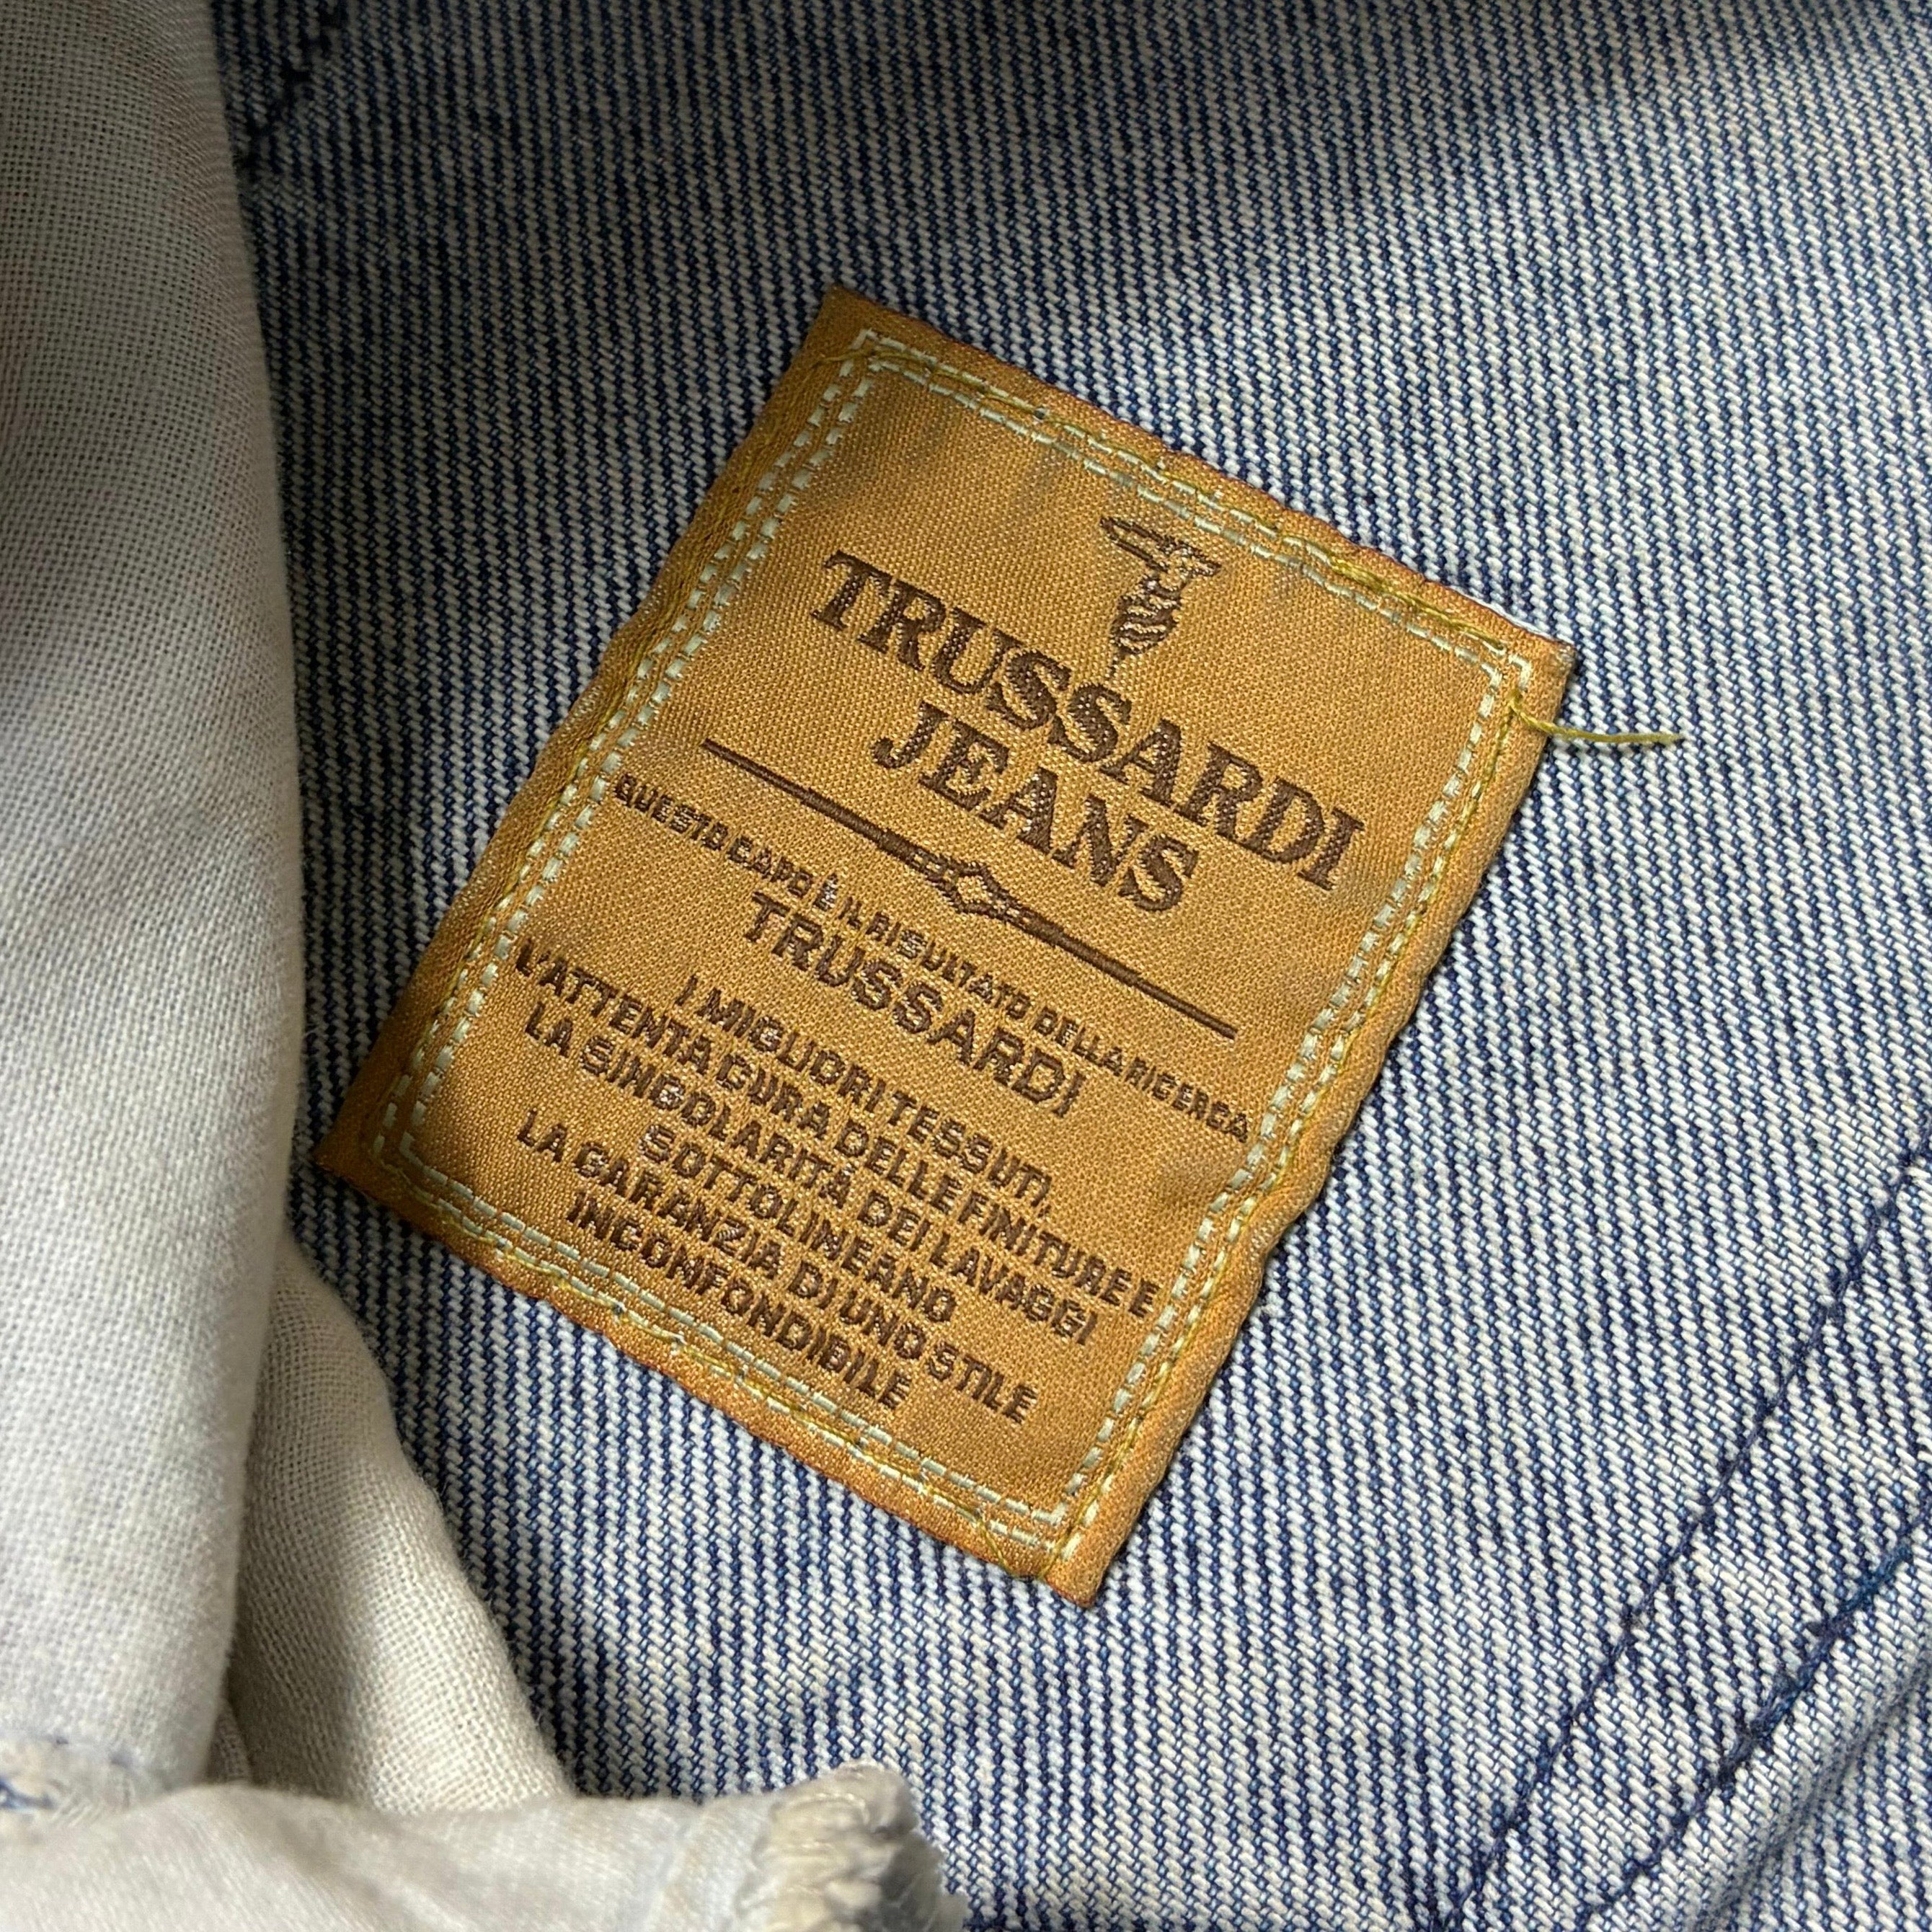 TRUSSARDI
JEANS
QUESTO CAPO È IL RISULTATO DELLA RICERCA
TRUSSARDI
I MIGLIORI TESSUTI,
L'ATTENTA CURA DELLE FINITURE E
LA SINGOLARITÀ DEI LAVAGGI
SOTTOLINEANO
LA GARANZIA DI UNO STILE
INCONFONDIBILE